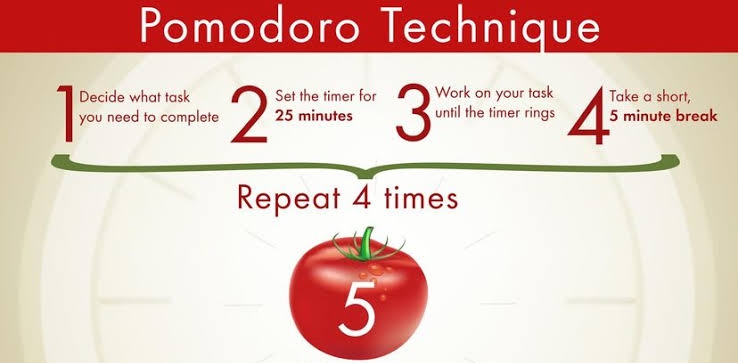 Pomodoro Technique
1 Decide what task
you need to complete
2 Set the timer for
25 minutes
3 Work on your task
until the timer rings
4 Take a short,
5 minute break
Repeat 4 times
5